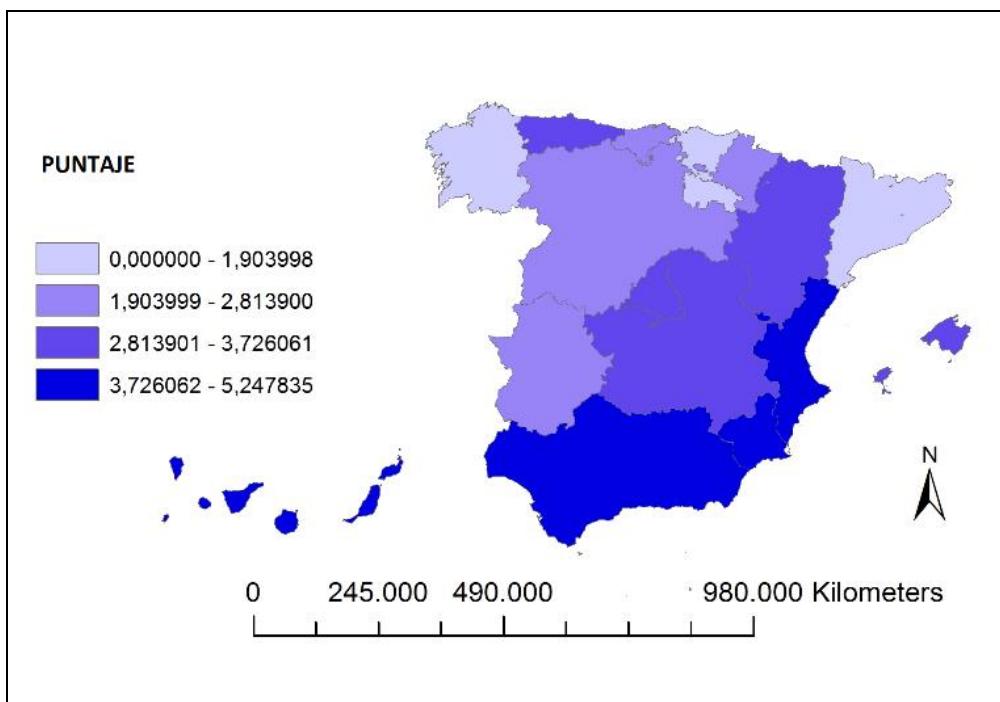 PUNTAJE
0,000000 - 1,903998
1,903999 - 2,813900
2,813901 - 3,726061
3,726062 - 5,247835
N
0 245.000 490.000 980.000 Kilometers